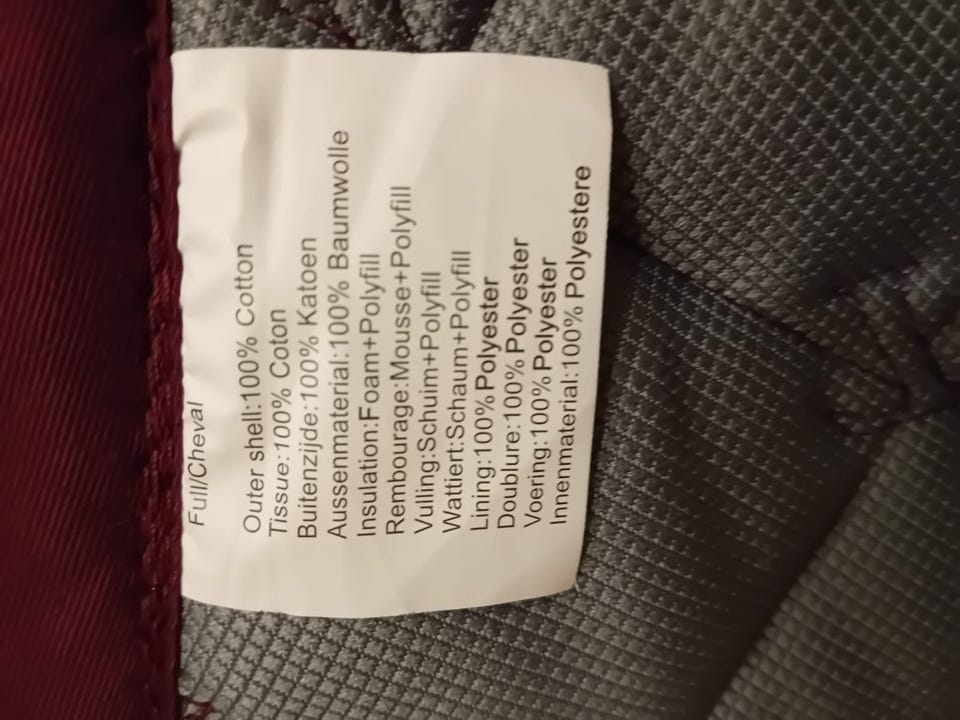 Full/Cheval
Outer shell:100% Cotton
Tissue:100% Coton
Buitenzijde:100% Katoen
Aussenmaterial:100% Baumwolle
Insulation:Foam+Polyfill
Rembourage:Mousse+Polyfill
Vulling:Schuim+Polyfill
Wattiert:Schaum+Polyfill
Lining:100% Polyester
Doublure:100% Polyester
Voering:100% Polyester
Innenmaterial:100% Polyestere